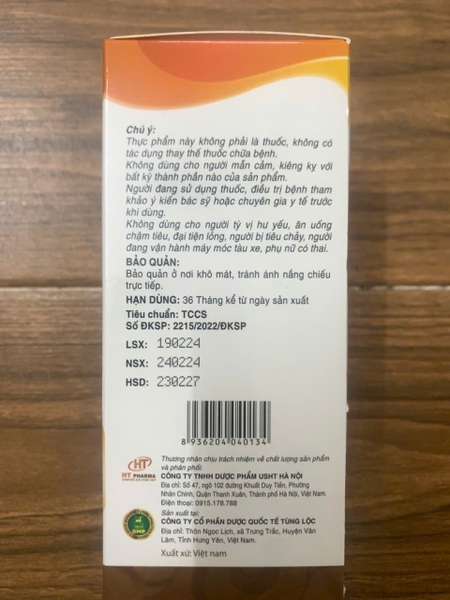 Chú ý:
Thực phẩm này không phải là thuốc, không có
tác dụng thay thế thuốc chữa bệnh.
Không dùng cho người mẫn cảm, kiêng kỵ với
bất kỳ thành phần nào của sản phẩm.
Người đang sử dụng thuốc, điều trị bệnh tham
khảo ý kiến bác sỹ hoặc chuyên gia y tế trước
khi dùng.
Không dùng cho người tỳ vị hư yếu, ăn uống
chậm tiêu, đại tiện lỏng, người bị tiêu chảy, người
đang vận hành máy móc tàu xe, phụ nữ có thai.
BẢO QUẢN:
Bảo quản ở nơi khô mát, tránh ánh nắng chiếu
trực tiếp.
HẠN DÙNG: 36 Tháng kể từ ngày sản xuất
Tiêu chuẩn: TCCS
Số ĐKSP: 2215/2022/ĐKSP
LSX: 190224
NSX: 240224
HSD: 230227
8 936204 040134
HT
HT PHARMA
Thương nhân chịu trách nhiệm về chất lượng sản phẩm
và phân phối:
CÔNG TY TNHH DƯỢC PHẨM USHT HÀ NỘI
Địa chỉ: Số 47, ngõ 102 đường Khuất Duy Tiến, Phường
Nhân Chính, Quận Thanh Xuân, Thành phố Hà Nội, Việt Nam.
Điện thoại: 0915.178.788
GMP
Sản xuất tại:
CÔNG TY CỔ PHẦN DƯỢC QUỐC TẾ TÙNG LỘC
Địa chỉ: Thôn Ngọc Lịch, xã Trưng Trắc, Huyện Văn
Lâm, Tỉnh Hưng Yên, Việt Nam
Xuất xứ: Việt nam